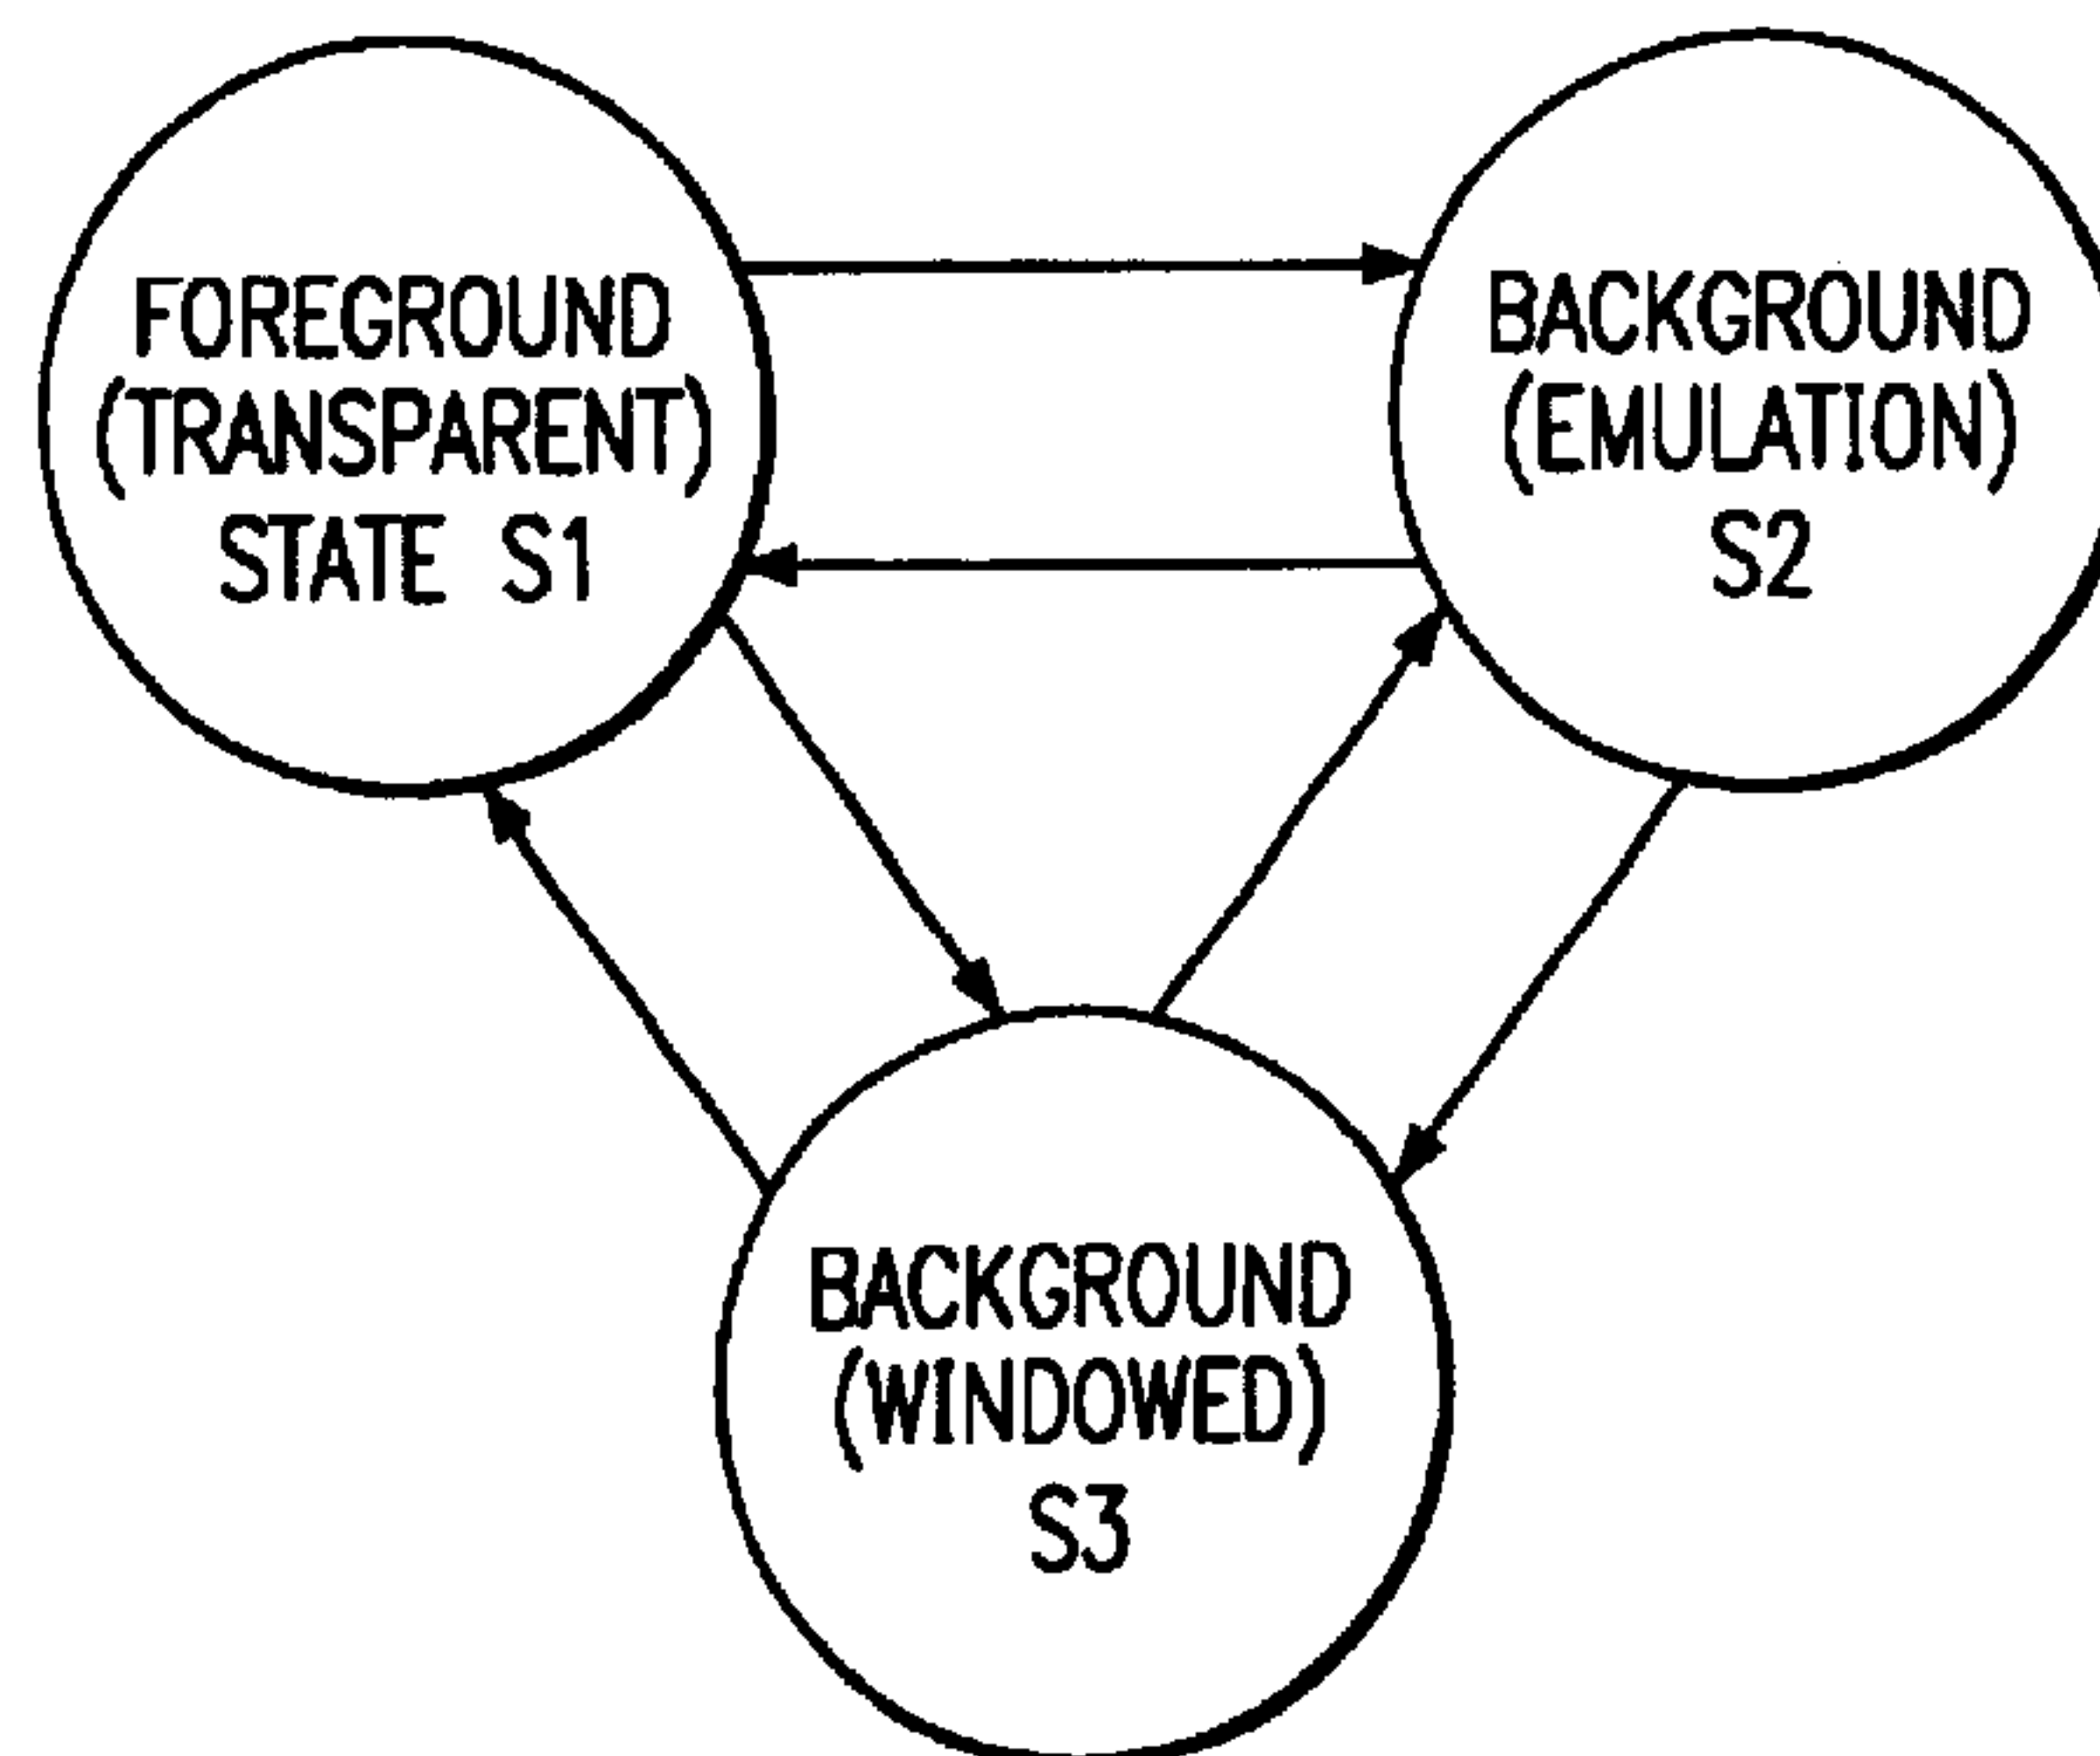 FOREGROUND
(TRANSPARENT)
STATE S1
BACKGROUND
(EMULATION)
S2
BACKGROUND
(WINDOWED)
S3